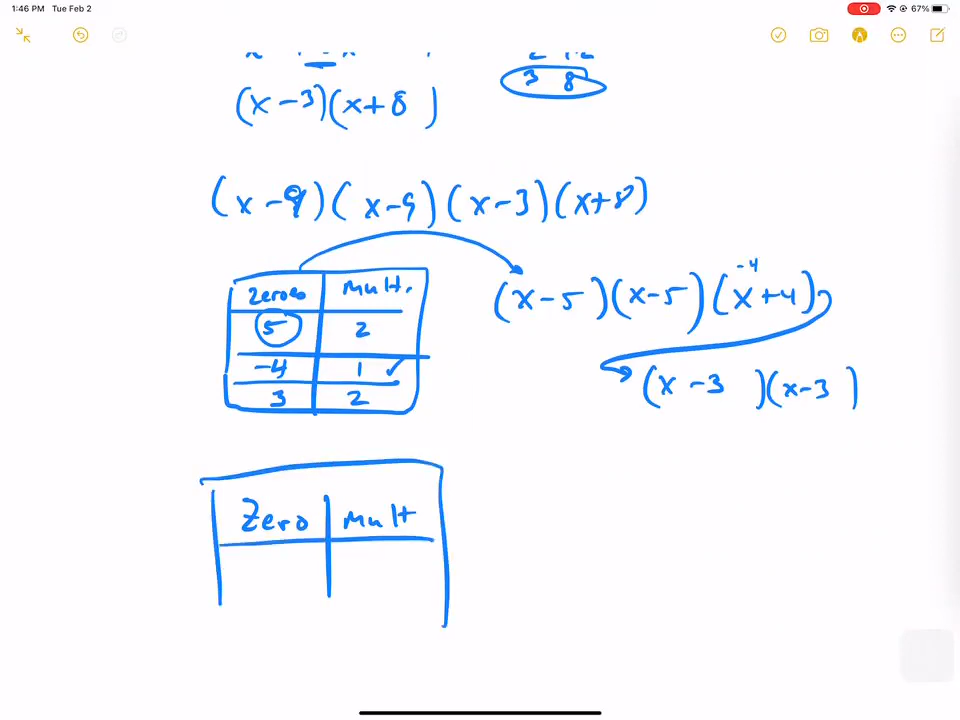 1:46 PM Tue Feb 2
67%
3 8
(x-3)(x+8)
(x-9)(x-9)(x-3)(x+8)
Zeroes Mult.
5 2
-4 1 ✓
3 2
-4
(x-5)(x-5)(x+4)
(x-3)(x-3)
Zero Mult